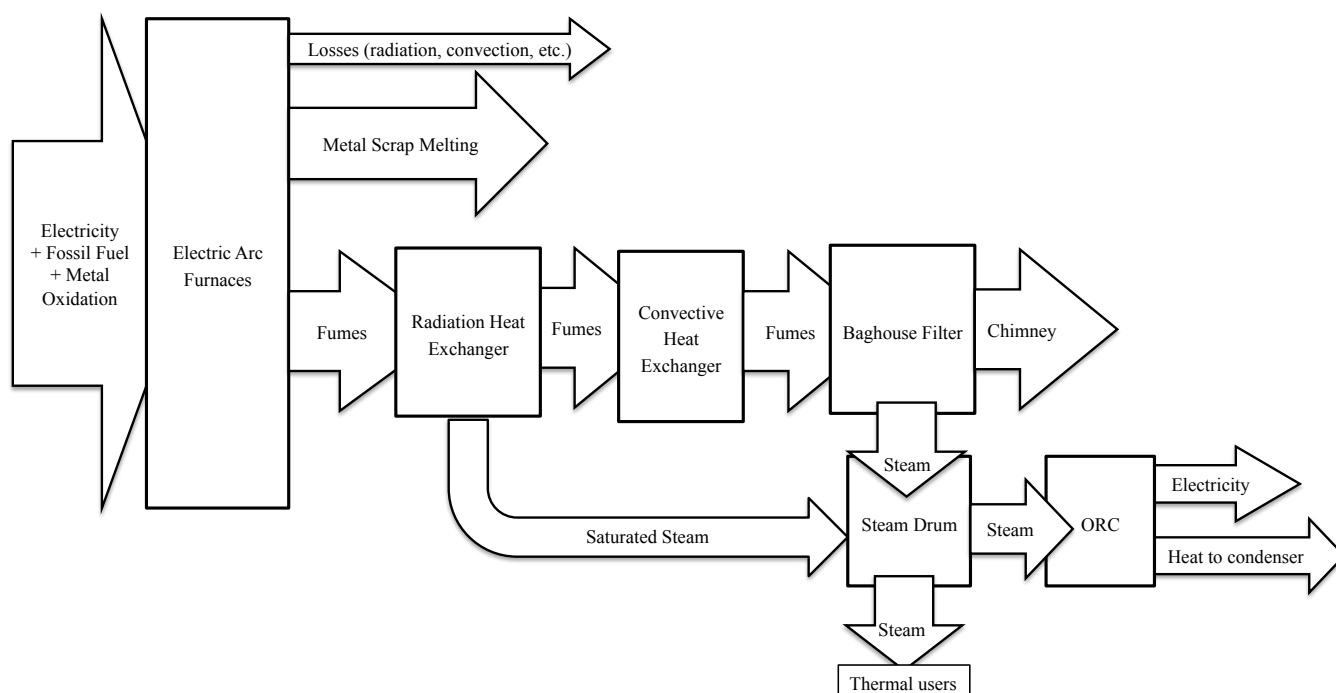 Losses (radiation, convection, etc.)
Metal Scrap Melting
Electricity
+ Fossil Fuel
+ Metal
Oxidation
Electric Arc
Furnaces
Fumes
Radiation Heat
Exchanger
Fumes
Convective
Heat
Exchanger
Fumes
Baghouse Filter
Chimney
Steam
Saturated Steam
Steam Drum
Steam
ORC
Electricity
Heat to condenser
Steam
Thermal users